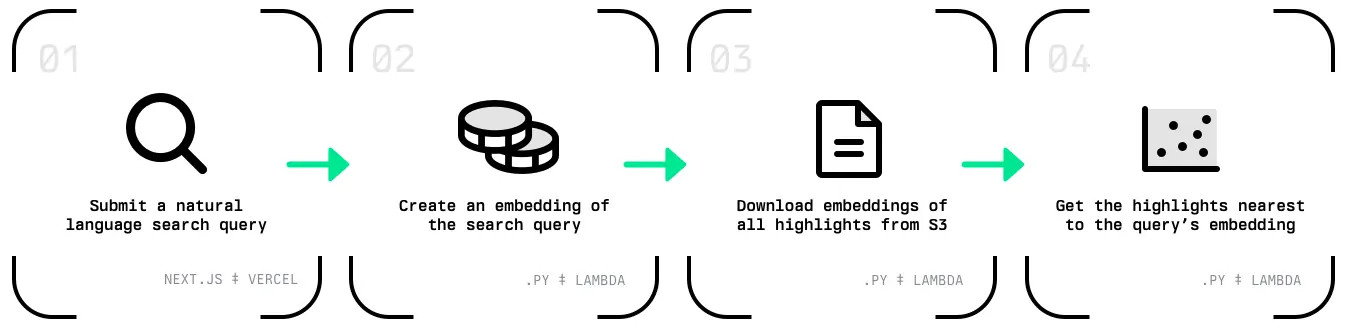 01
Submit a natural
language search query
NEXT.JS ‡ VERCEL
02
Create an embedding of
the search query
.PY ‡ LAMBDA
03
Download embeddings of
all highlights from S3
.PY ‡ LAMBDA
04
Get the highlights nearest
to the query’s embedding
.PY ‡ LAMBDA